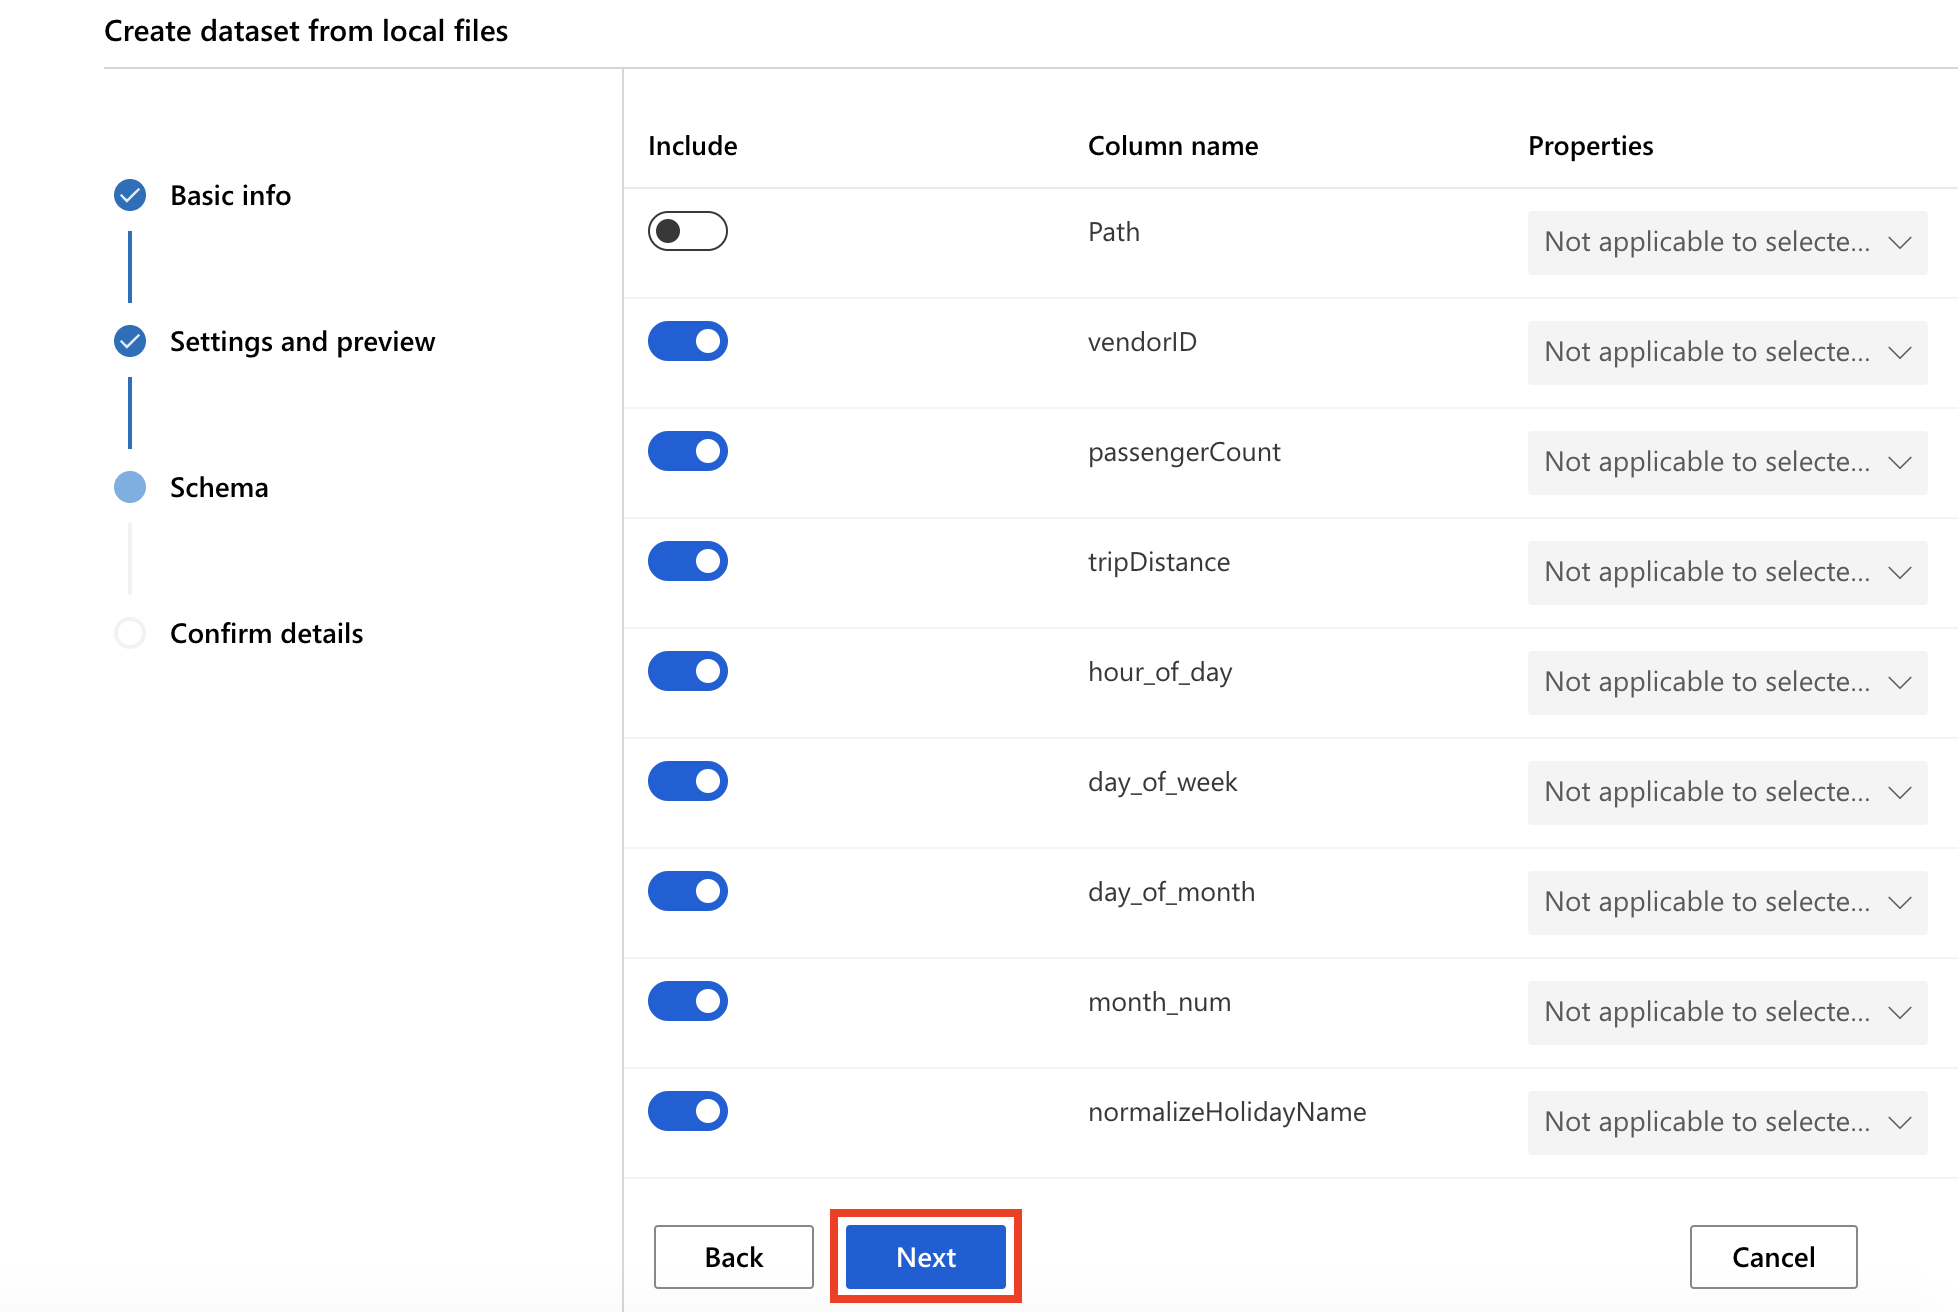 Create dataset from local files
Basic info
Settings and preview
Schema
Confirm details
Include Column name Properties
Path Not applicable to selecte...
vendorID Not applicable to selecte...
passengerCount Not applicable to selecte...
tripDistance Not applicable to selecte...
hour_of_day Not applicable to selecte...
day_of_week Not applicable to selecte...
day_of_month Not applicable to selecte...
month_num Not applicable to selecte...
normalizeHolidayName Not applicable to selecte...
Back Next Cancel